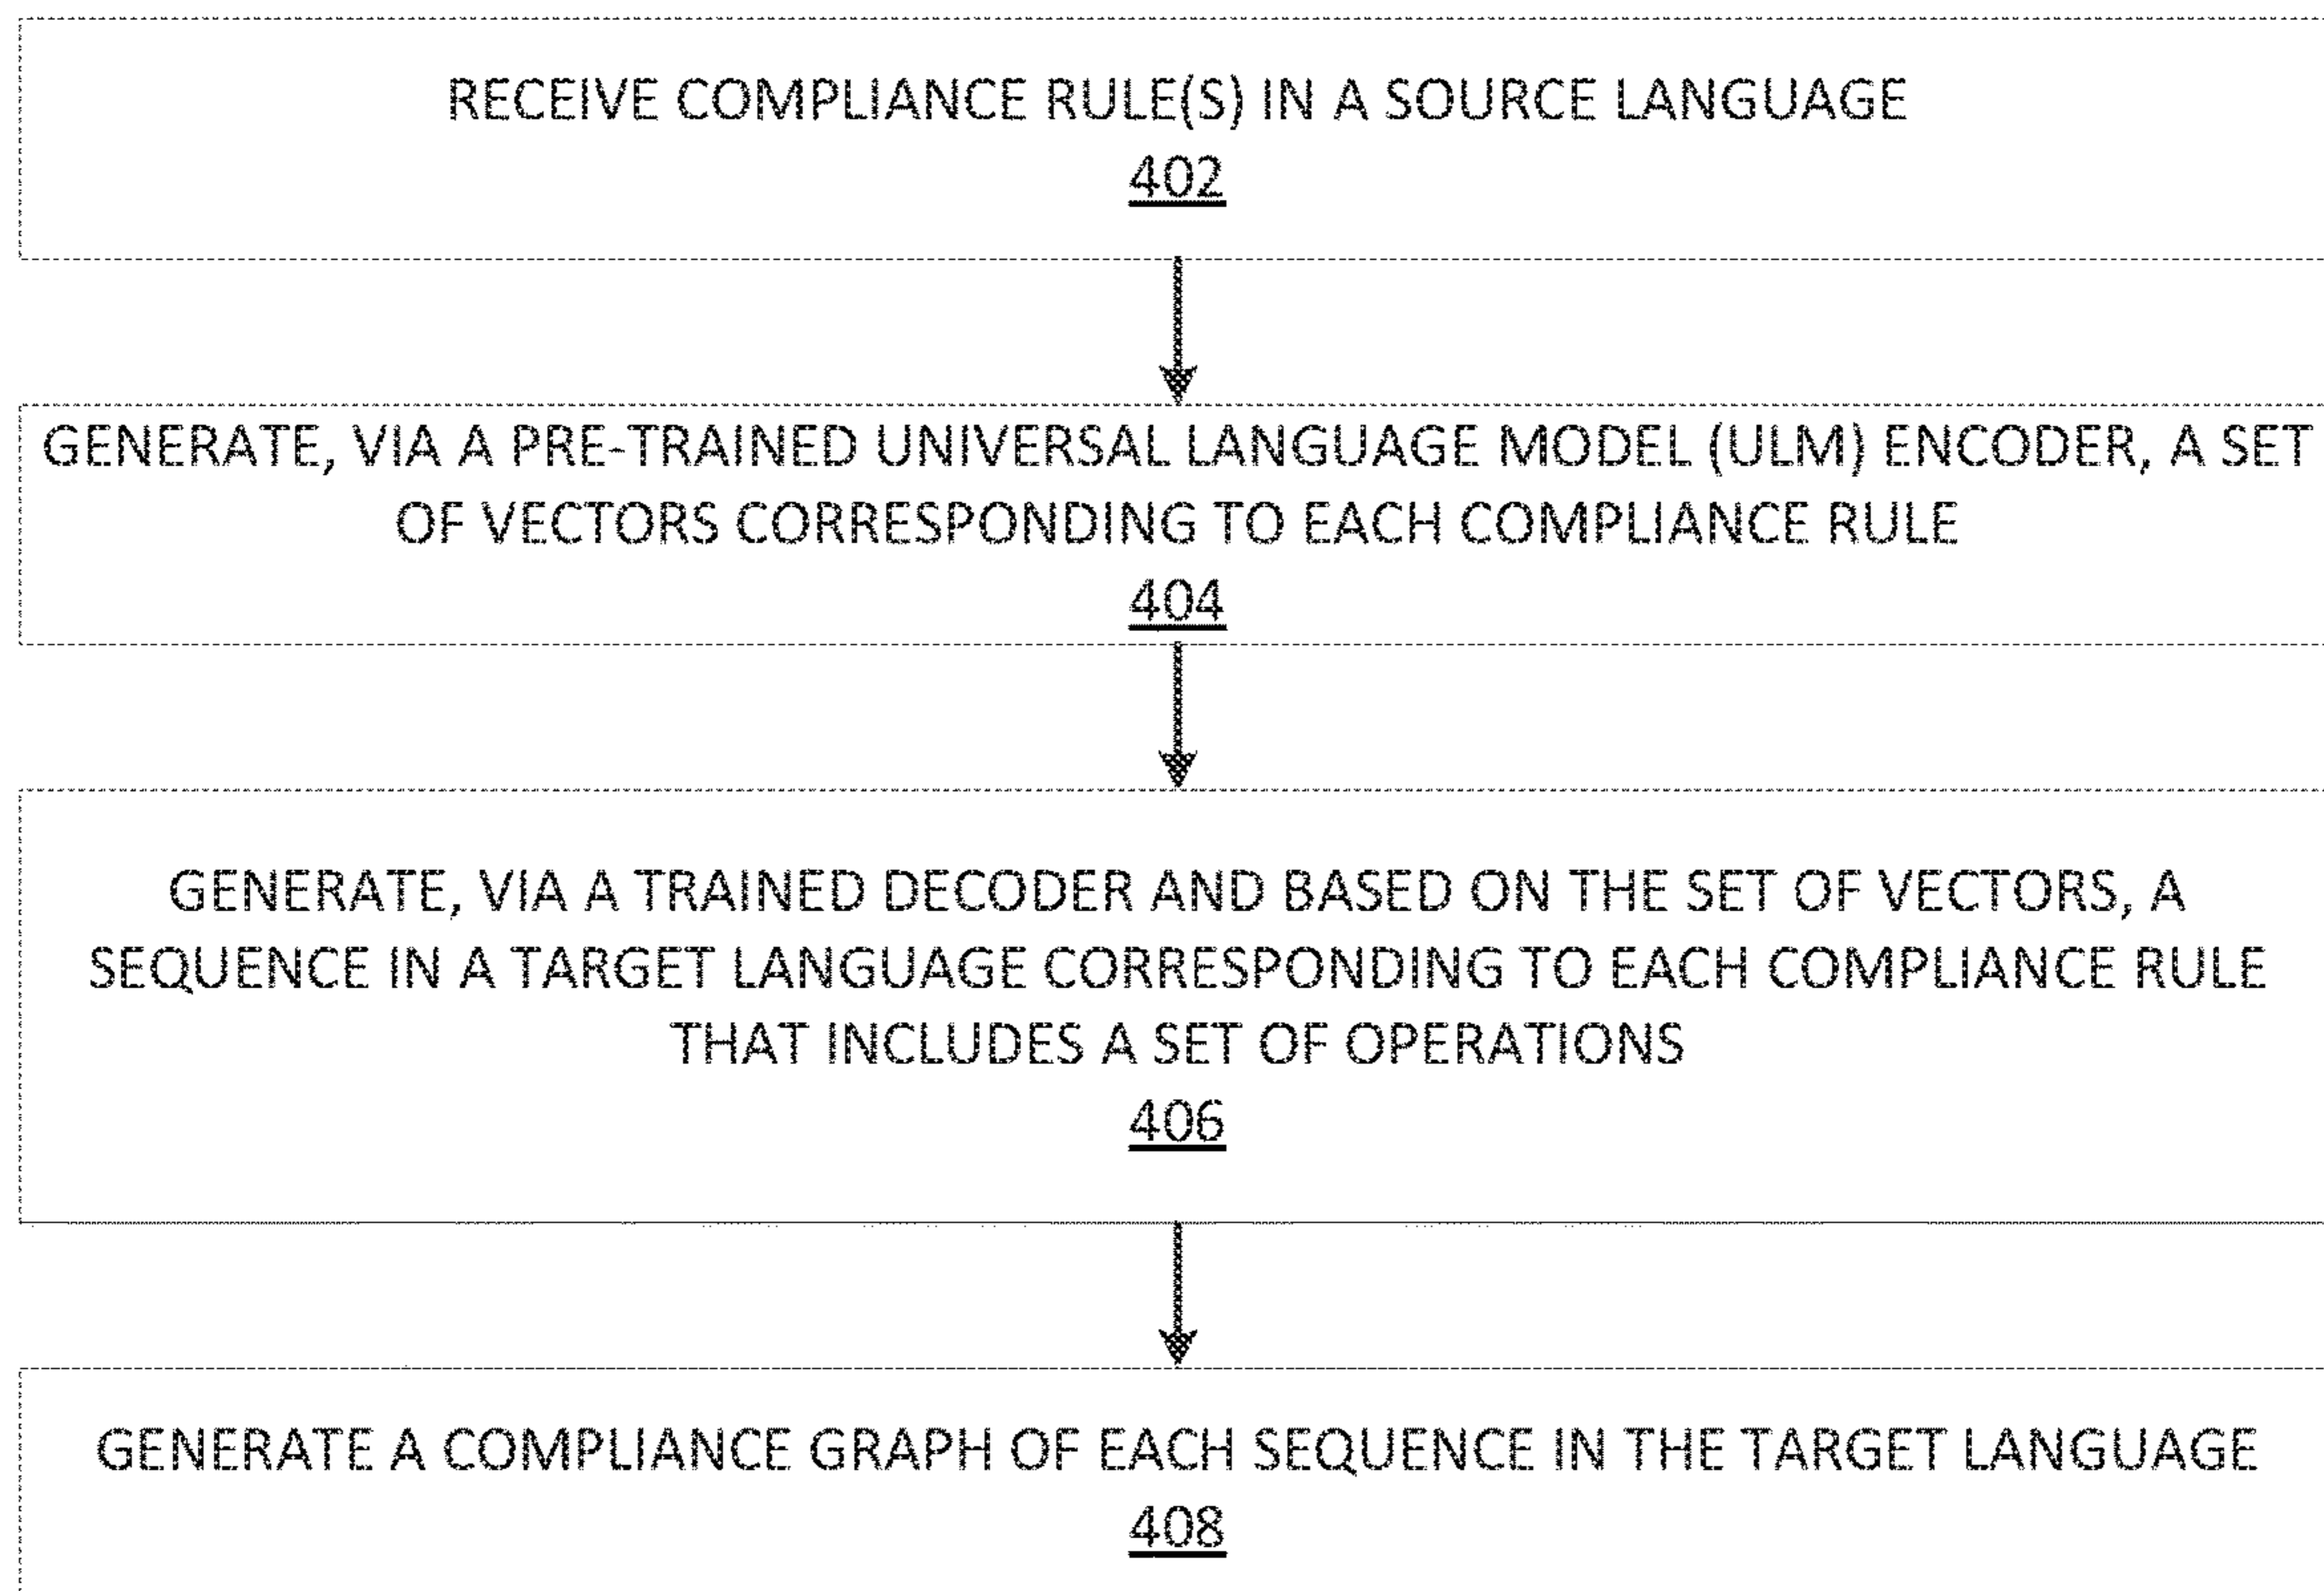 RECEIVE COMPLIANCE RULE(S) IN A SOURCE LANGUAGE
402
GENERATE, VIA A PRE-TRAINED UNIVERSAL LANGUAGE MODEL (ULM) ENCODER, A SET
OF VECTORS CORRESPONDING TO EACH COMPLIANCE RULE
404
GENERATE, VIA A TRAINED DECODER AND BASED ON THE SET OF VECTORS, A
SEQUENCE IN A TARGET LANGUAGE CORRESPONDING TO EACH COMPLIANCE RULE
THAT INCLUDES A SET OF OPERATIONS
406
GENERATE A COMPLIANCE GRAPH OF EACH SEQUENCE IN THE TARGET LANGUAGE
408